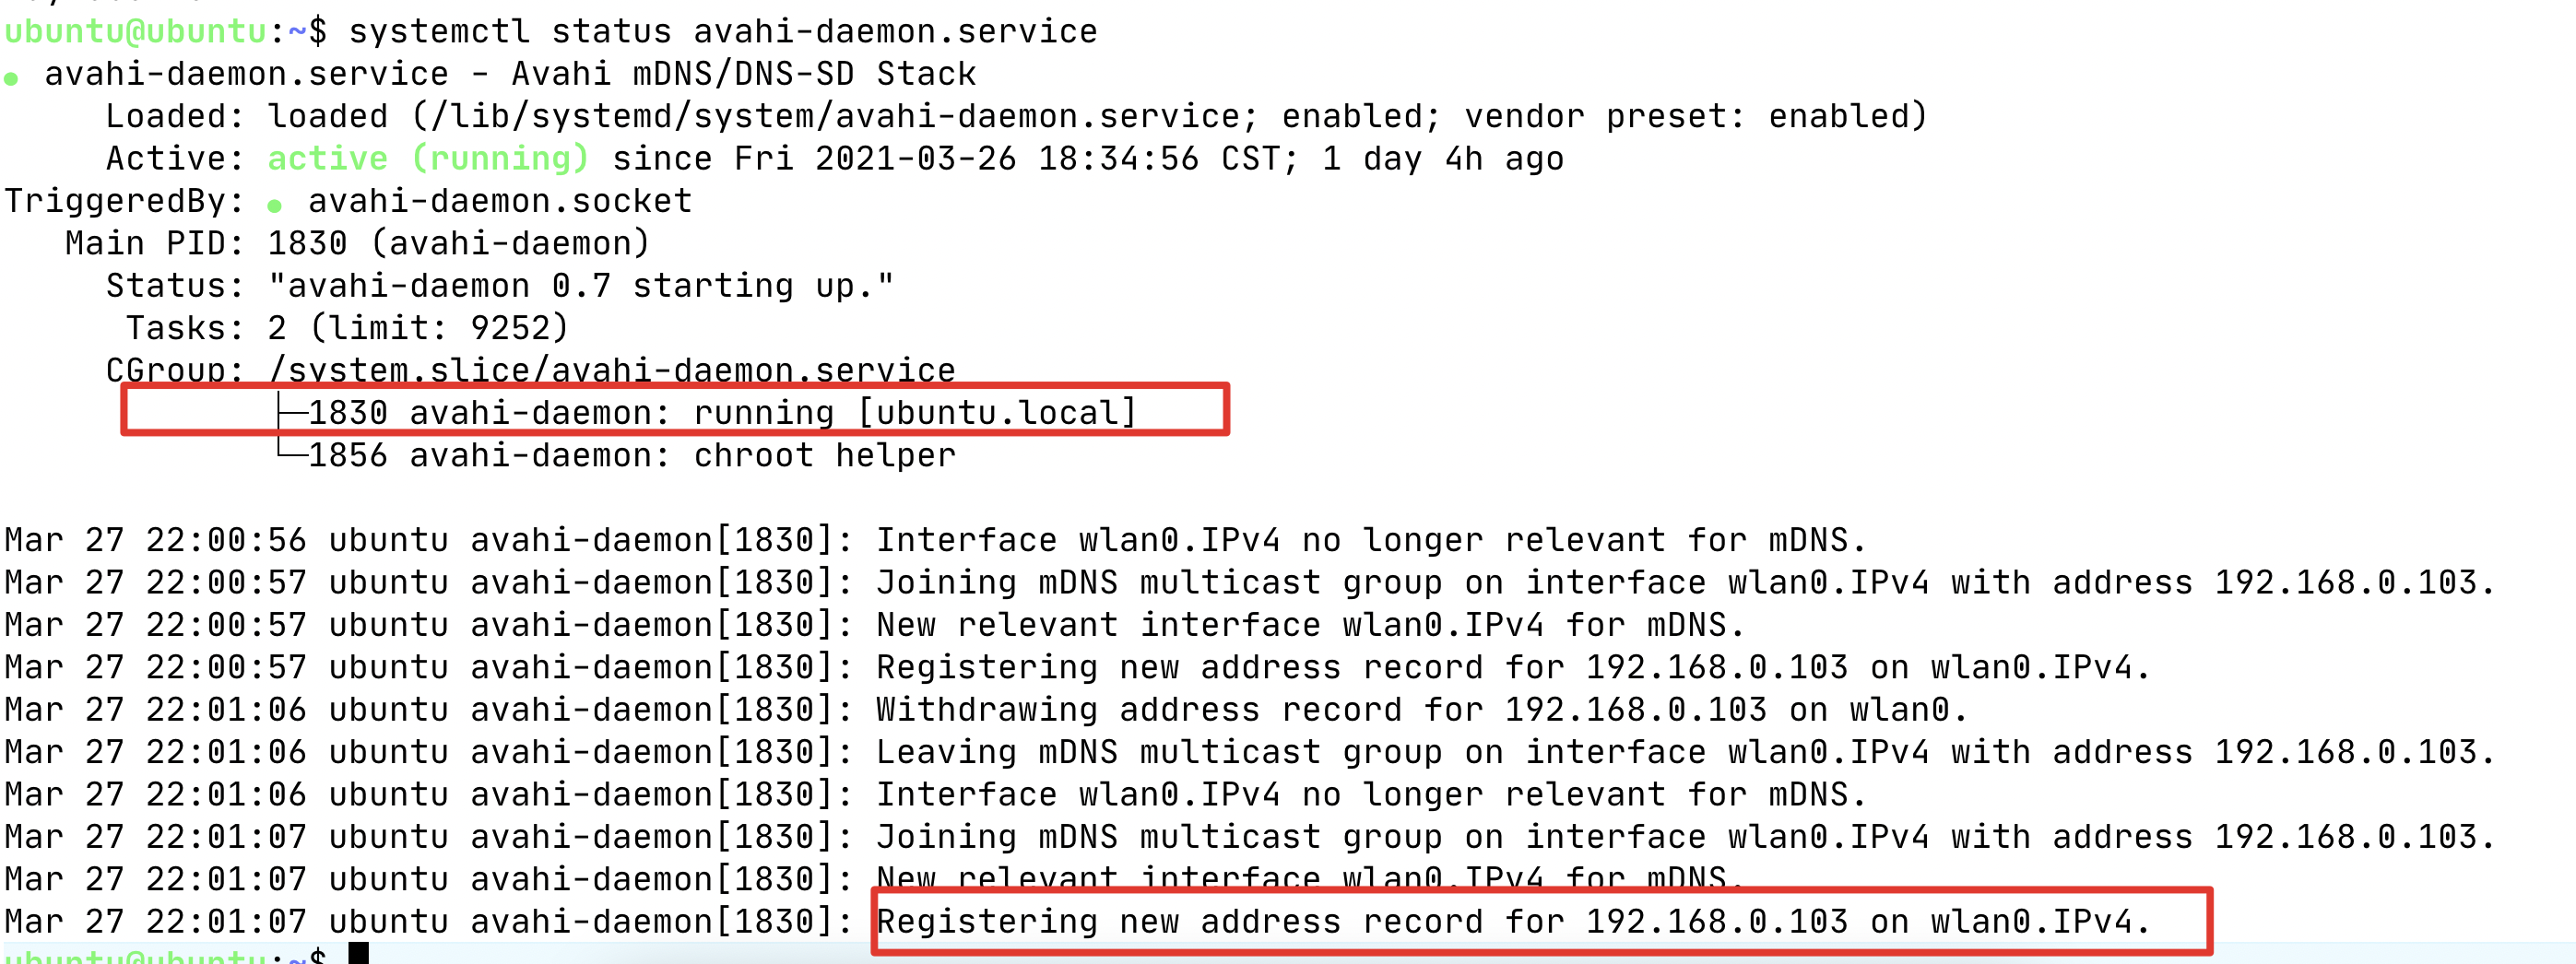 ubuntu@ubuntu:~$ systemctl status avahi-daemon.service
● avahi-daemon.service - Avahi mDNS/DNS-SD Stack
     Loaded: loaded (/lib/systemd/system/avahi-daemon.service; enabled; vendor preset: enabled)
     Active: active (running) since Fri 2021-03-26 18:34:56 CST; 1 day 4h ago
TriggeredBy: ● avahi-daemon.socket
   Main PID: 1830 (avahi-daemon)
     Status: "avahi-daemon 0.7 starting up."
      Tasks: 2 (limit: 9252)
     CGroup: /system.slice/avahi-daemon.service
             ├─1830 avahi-daemon: running [ubuntu.local]
             └─1856 avahi-daemon: chroot helper
Mar 27 22:00:56 ubuntu avahi-daemon[1830]: Interface wlan0.IPv4 no longer relevant for mDNS.
Mar 27 22:00:57 ubuntu avahi-daemon[1830]: Joining mDNS multicast group on interface wlan0.IPv4 with address 192.168.0.103.
Mar 27 22:00:57 ubuntu avahi-daemon[1830]: New relevant interface wlan0.IPv4 for mDNS.
Mar 27 22:00:57 ubuntu avahi-daemon[1830]: Registering new address record for 192.168.0.103 on wlan0.IPv4.
Mar 27 22:01:06 ubuntu avahi-daemon[1830]: Withdrawing address record for 192.168.0.103 on wlan0.
Mar 27 22:01:06 ubuntu avahi-daemon[1830]: Leaving mDNS multicast group on interface wlan0.IPv4 with address 192.168.0.103.
Mar 27 22:01:06 ubuntu avahi-daemon[1830]: Interface wlan0.IPv4 no longer relevant for mDNS.
Mar 27 22:01:07 ubuntu avahi-daemon[1830]: Joining mDNS multicast group on interface wlan0.IPv4 with address 192.168.0.103.
Mar 27 22:01:07 ubuntu avahi-daemon[1830]: New relevant interface wlan0.IPv4 for mDNS.
Mar 27 22:01:07 ubuntu avahi-daemon[1830]: Registering new address record for 192.168.0.103 on wlan0.IPv4.
ubuntu@ubuntu:~$